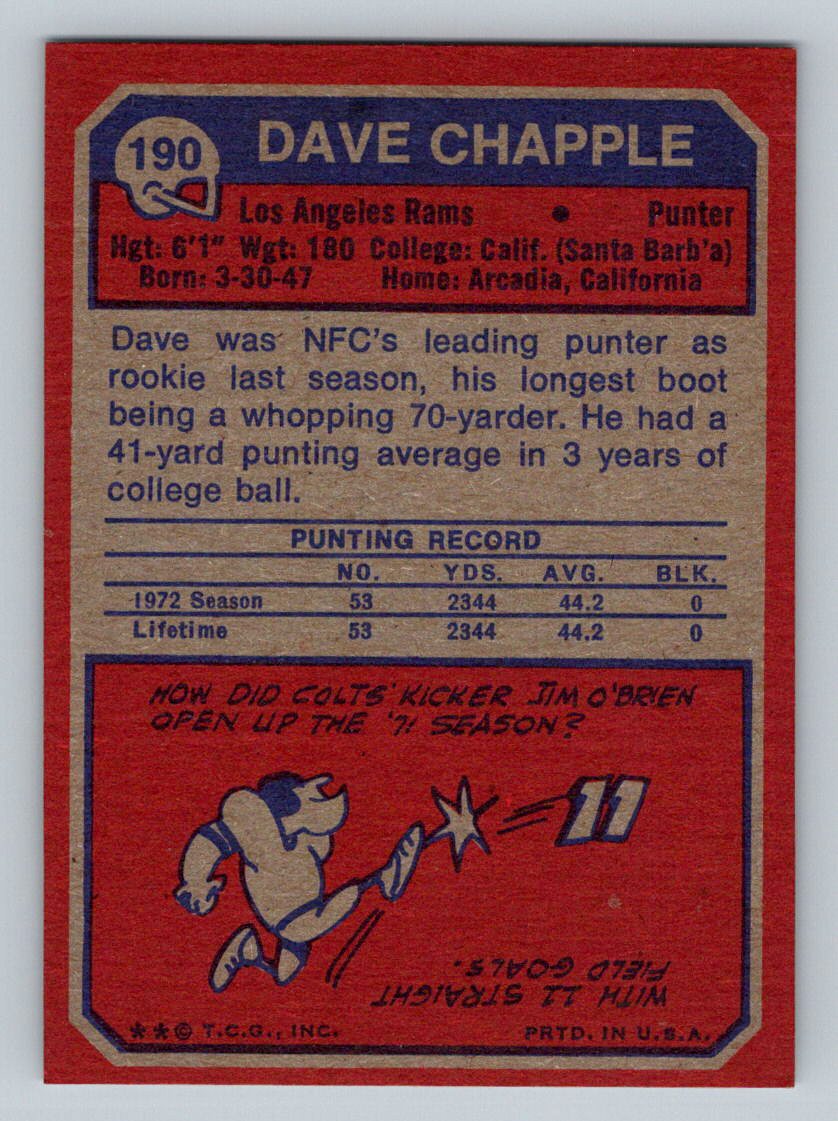 190
DAVE CHAPPLE
Los Angeles Rams • Punter
Hgt: 6'1" Wgt: 180 College: Calif. (Santa Barb'a)
Born: 3-30-47 Home: Arcadia, California
Dave was NFC's leading punter as
rookie last season, his longest boot
being a whopping 70-yarder. He had a
41-yard punting average in 3 years of
college ball.
PUNTING RECORD
NO. YDS. AVG. BLK.
1972 Season 53 2344 44.2 0
Lifetime 53 2344 44.2 0
HOW DID COLTS' KICKER JIM O'BRIEN
OPEN UP THE '71 SEASON?
11
WITH 11 STRAIGHT
FIELD GOALS.
**© T.C.G., INC. PRTD. IN U.S.A.